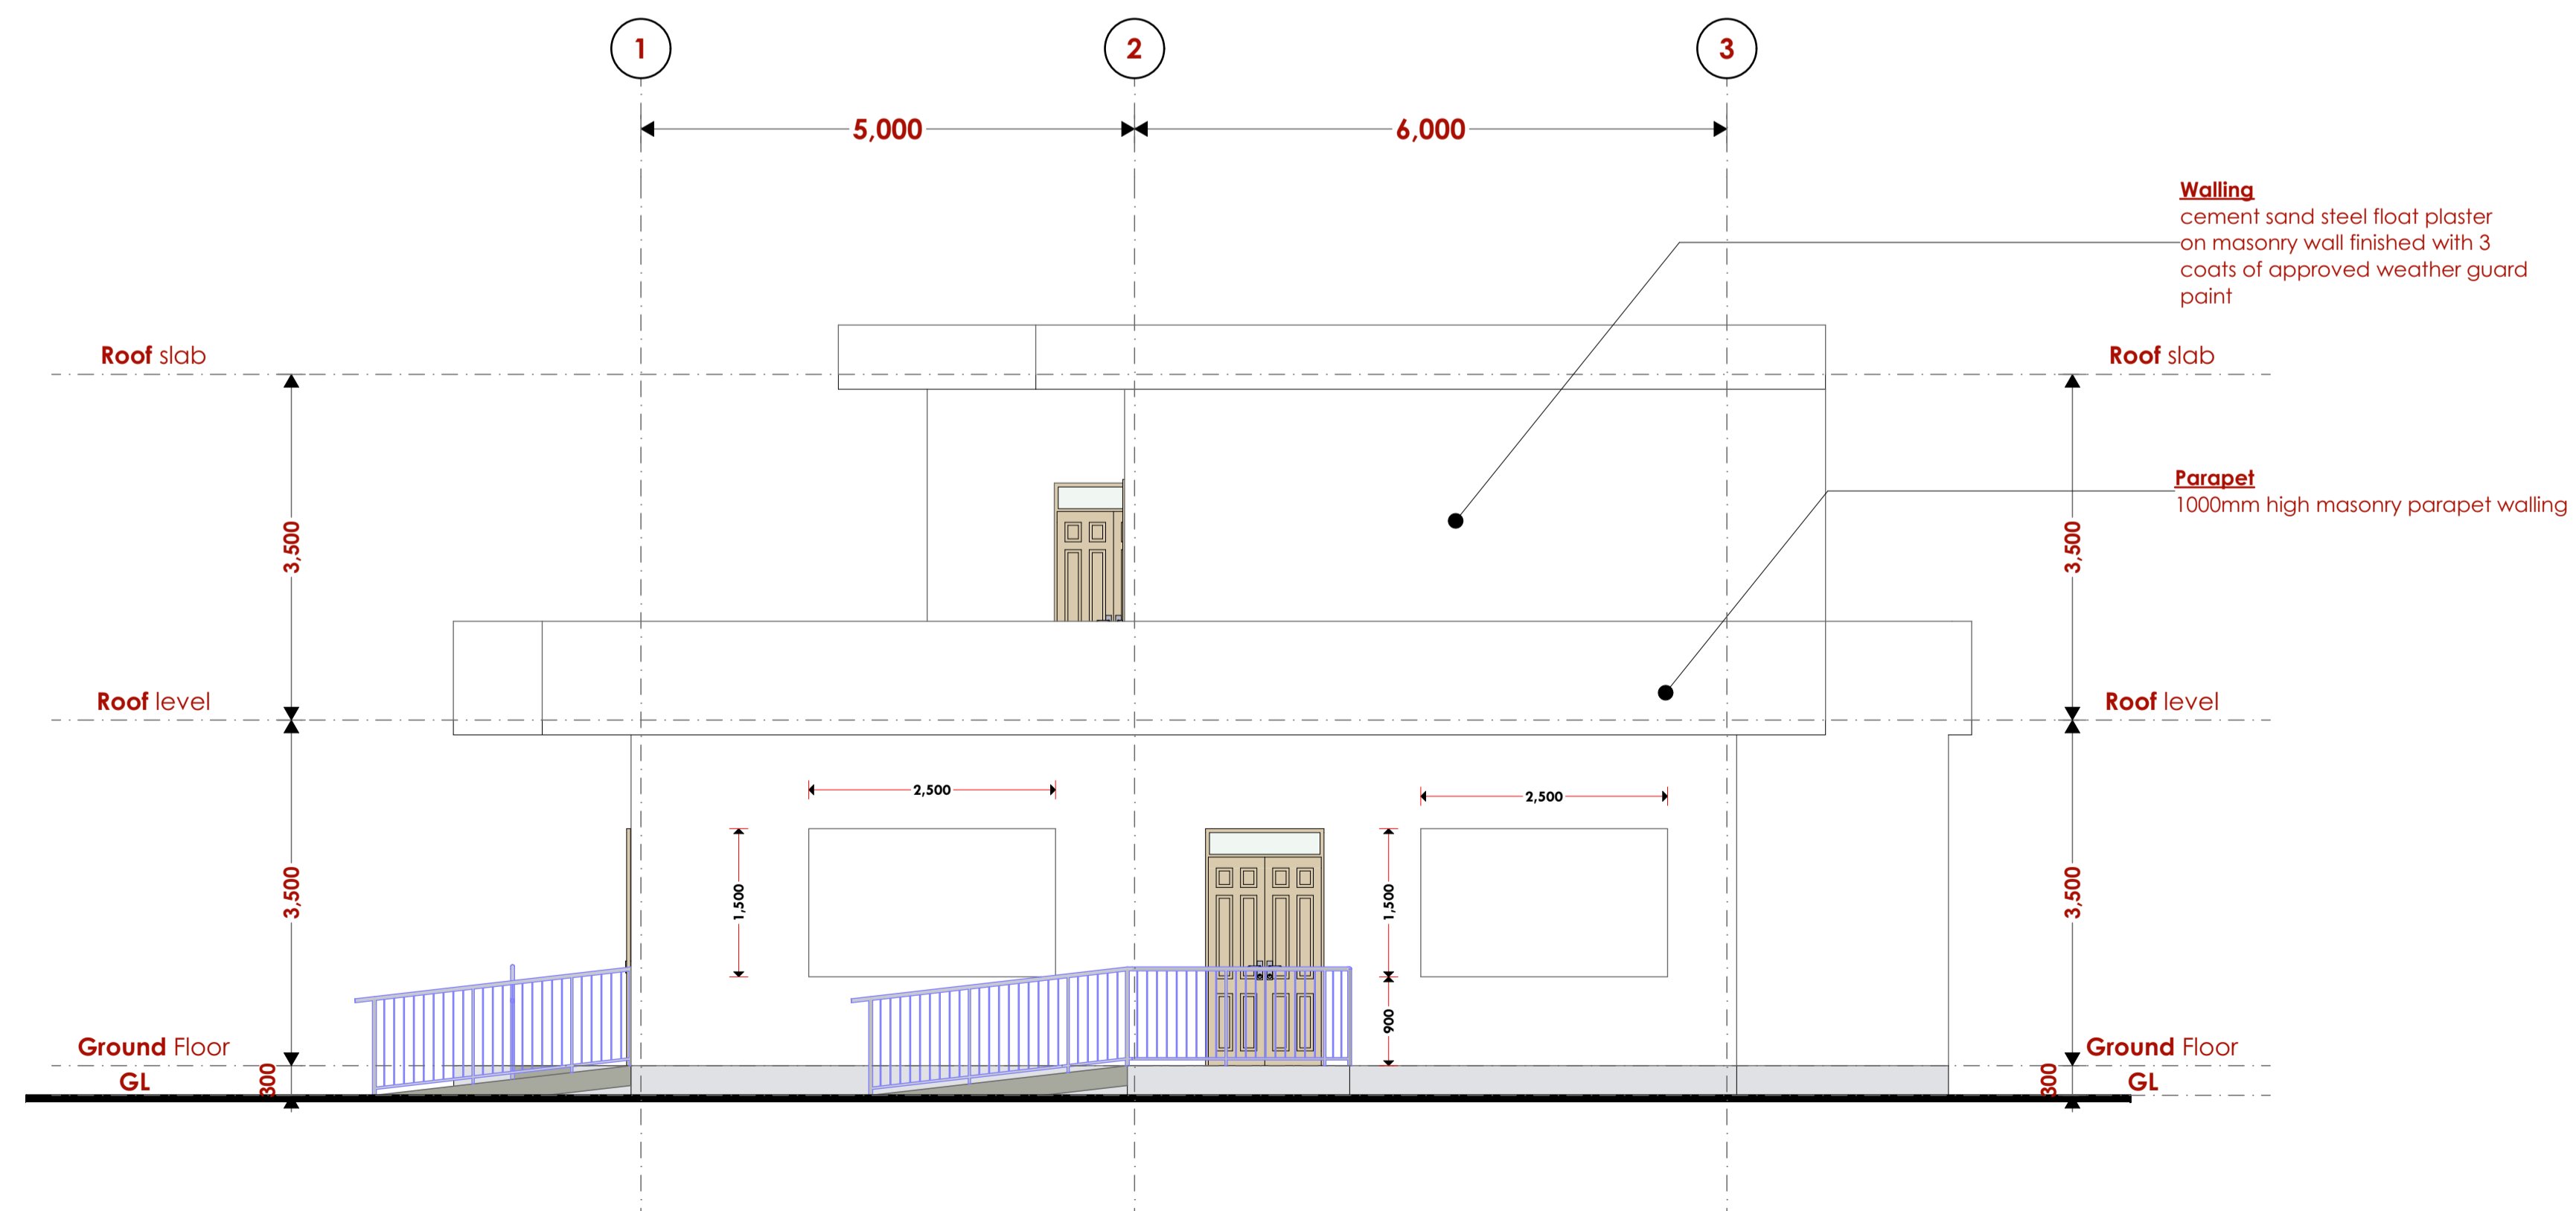 1
2
3
5,000
6,000
Walling
cement sand steel float plaster
on masonry wall finished with 3
coats of approved weather guard
paint
Roof slab
Roof slab
Parapet
1000mm high masonry parapet walling
3,500
3,500
Roof level
Roof level
2,500
2,500
3,500
1,500
1,500
3,500
900
Ground Floor
Ground Floor
300
300
GL
GL